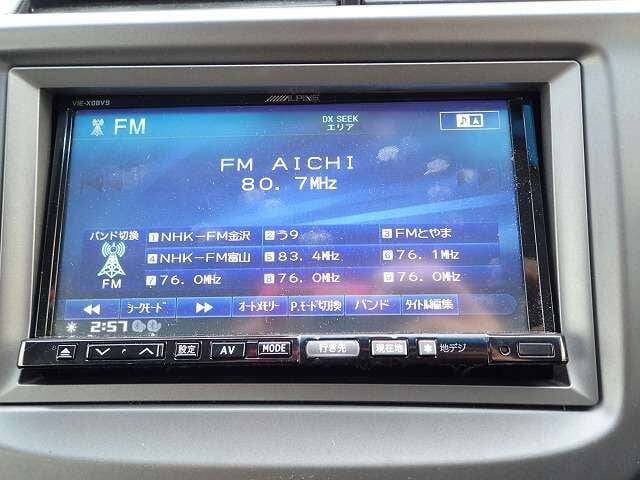 VIE-X08VS
ALPINE
FM
DX SEEK
エリア
FM AICHI
80.7MHz
バンド切換
FM
1 NHK-FM金沢
2 う9
3 FMとやま
4 NHK-FM富山
5 83.4MHz
6 76.1MHz
7 76.0MHz
8 76.0MHz
9 76.0MHz
◀◀
シークモード
▶▶
オートメモリー
P.モード切換
バンド
タイトル編集
2:57
設定
AV
MODE
行き先
現在地
地デジ